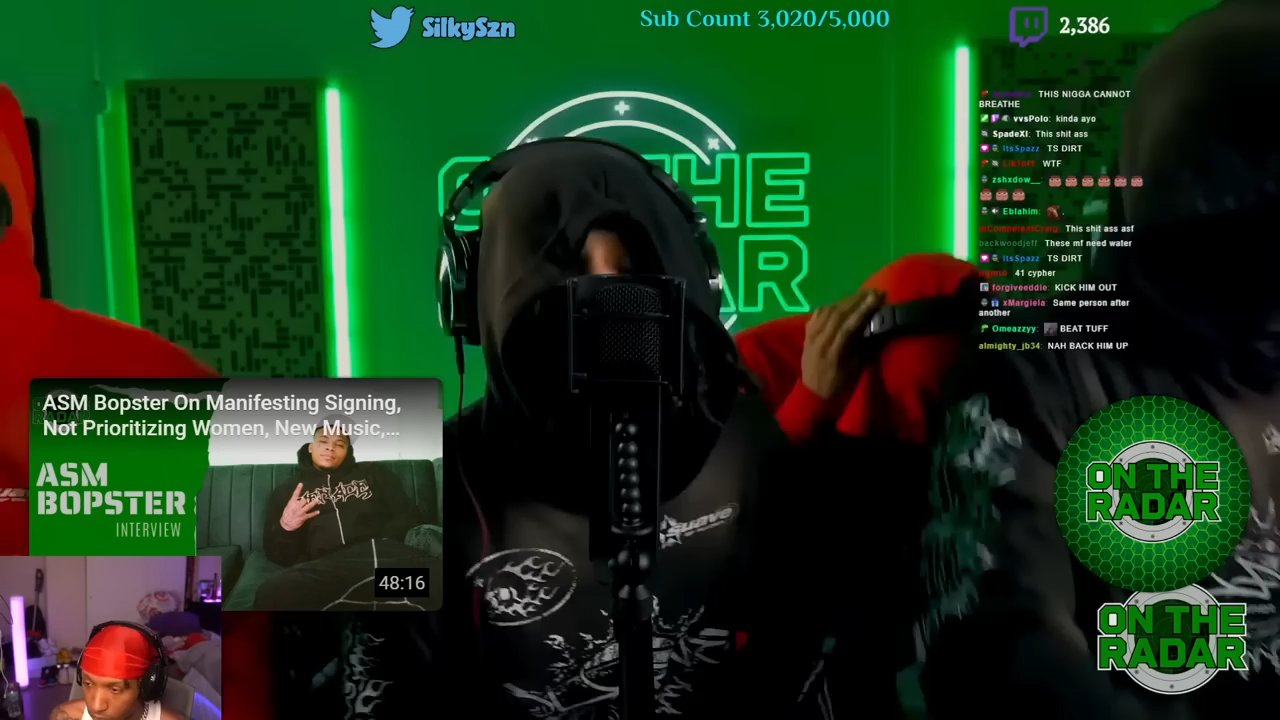 SilkySzn
Sub Count 3,020/5,000
2,386
THIS NIGGA CANNOT
BREATHE
vvsPolo: kinda ayo
SpadeXI: This shit ass
ItsSpazz: TS DIRT
WTF
zshxdow__:
Eblahim: .
This shit ass asf
backwoodjeff: These mf need water
ItsSpazz: TS DIRT
41 cypher
forgiveeddie: KICK HIM OUT
xMargiela: Same person after
another
Omeazzyy: BEAT TUFF
almighty_jb34: NAH BACK HIM UP
THE
AR
ASM Bopster On Manifesting Signing,
Not Prioritizing Women, New Music,...
ASM
BOPSTER
INTERVIEW
48:16
suave
ON THE
RADAR
ON THE
RADAR